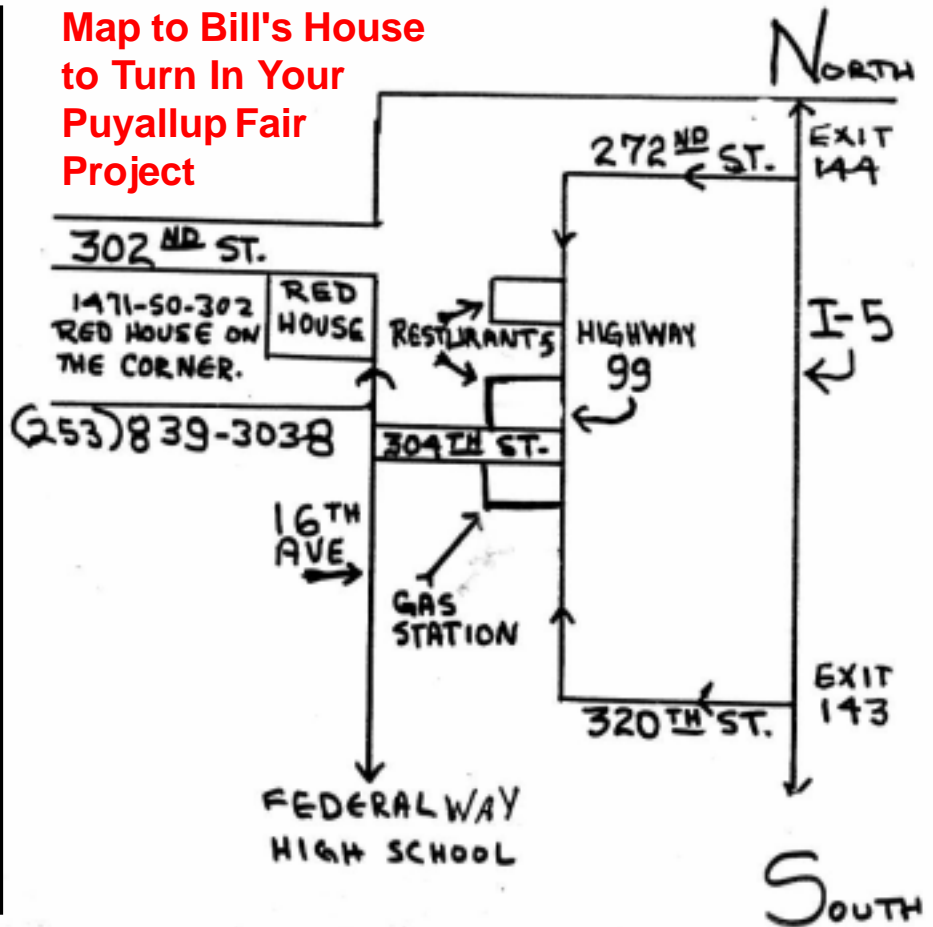 Map to Bill's House
to Turn In Your
Puyallup Fair
Project
NORTH
EXIT
144
272ND ST.
302ND ST.
RED
HOUSE
1471-SO-302
RED HOUSE ON
THE CORNER.
RESTURANTS
HIGHWAY
99
I-5
(253)839-3038
304TH ST.
16TH
AVE
GAS
STATION
EXIT
143
320TH ST.
FEDERAL WAY
HIGH SCHOOL
SOUTH